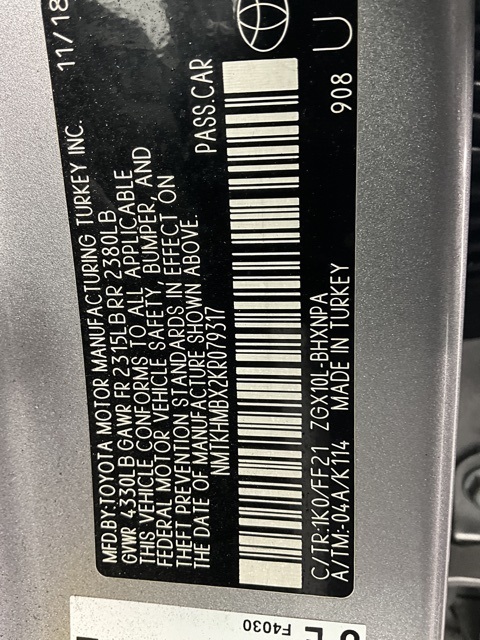 MFD.BY:TOYOTA MOTOR MANUFACTURING TURKEY INC. 11/18
GVWR 4330LB GAWR FR 2315LB RR 2380LB
THIS VEHICLE CONFORMS TO ALL APPLICABLE
FEDERAL MOTOR VEHICLE SAFETY, BUMPER, AND
THEFT PREVENTION STANDARDS IN EFFECT ON
THE DATE OF MANUFACTURE SHOWN ABOVE.
NMTKHMBX2KR079317 PASS.CAR
C/TR:1K0/FF21 ZGX10L-BHXNPA 908 U
A/TM:-04A/K114 MADE IN TURKEY
F4030